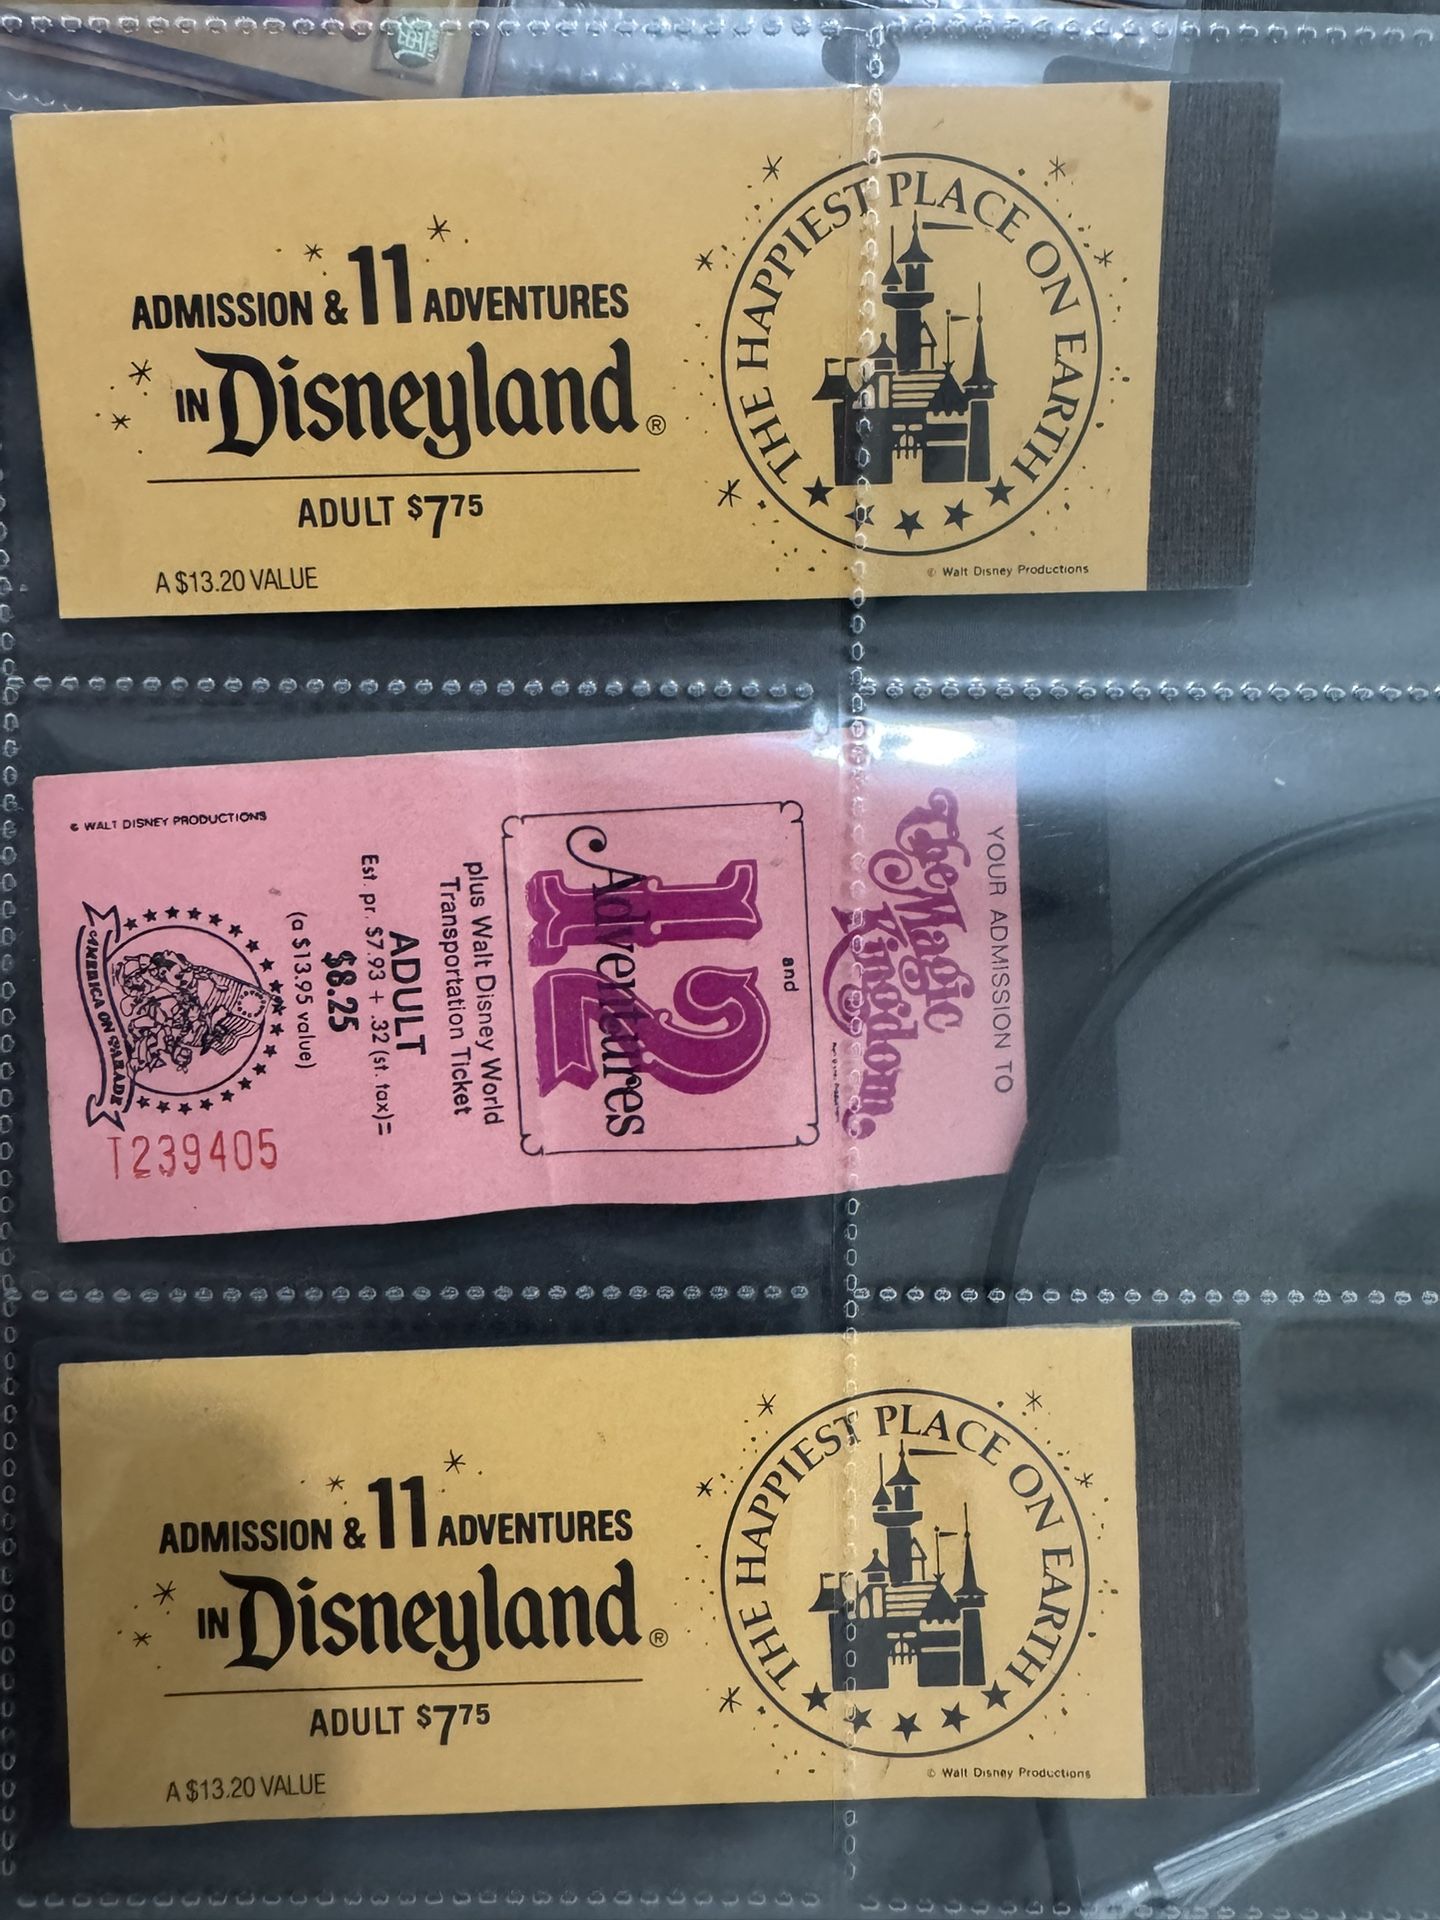 ADMISSION & 11 ADVENTURES
IN Disneyland®
ADULT $7.75
A $13.20 VALUE
THE HAPPIEST PLACE ON EARTH
© Walt Disney Productions
YOUR ADMISSION TO
The Magic
Kingdom
and
12
Adventures
plus Walt Disney World
Transportation Ticket
ADULT
Est. pr. $7.93 + .32 (st. tax)=
$8.25
(a $13.95 value)
AMERICA ON PARADE
T239405
© WALT DISNEY PRODUCTIONS
ADMISSION & 11 ADVENTURES
IN Disneyland®
ADULT $7.75
A $13.20 VALUE
THE HAPPIEST PLACE ON EARTH
© Walt Disney Productions